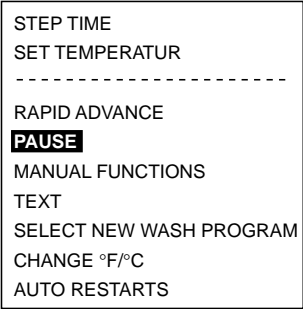 STEP TIME
SET TEMPERATUR
- - - - - - - - - - - - - - - - - - - - - - -
RAPID ADVANCE
PAUSE
MANUAL FUNCTIONS
TEXT
SELECT NEW WASH PROGRAM
CHANGE °F/°C
AUTO RESTARTS